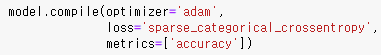 model.compile(optimizer='adam',
              loss='sparse_categorical_crossentropy',
              metrics=['accuracy'])